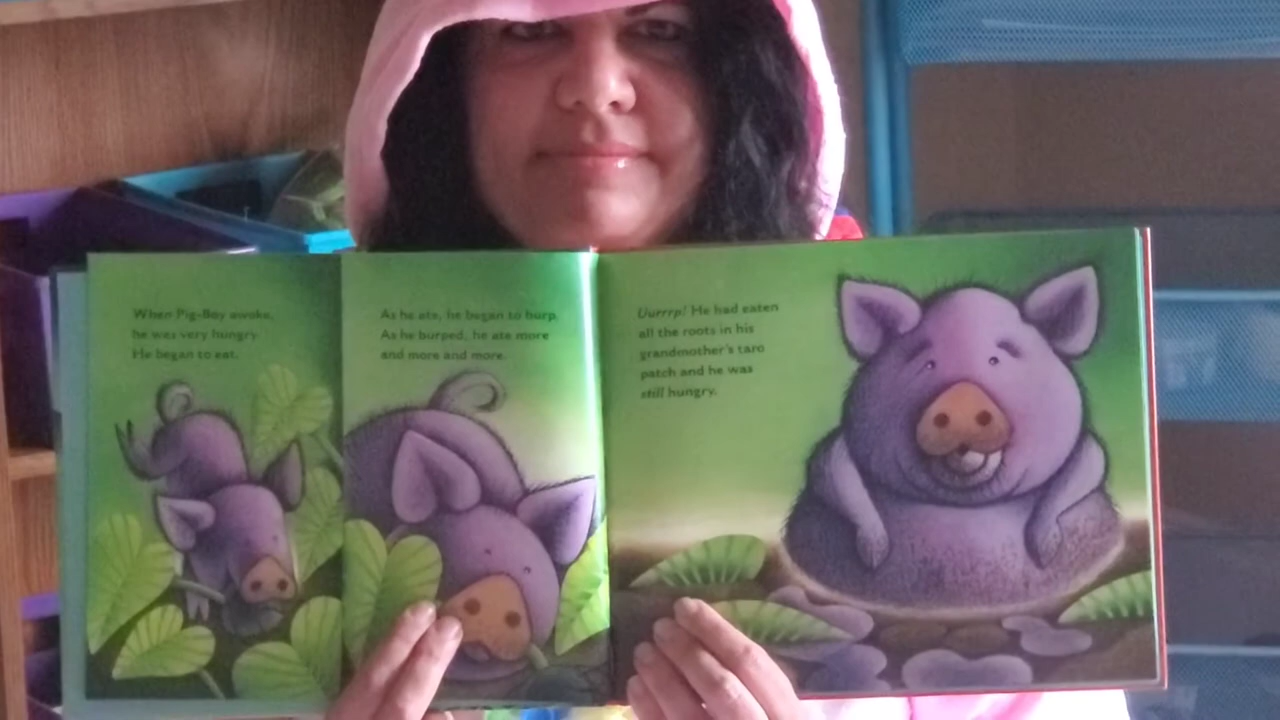 When Pig-Boy awoke,
he was very hungry.
He began to eat.
As he ate, he began to burp.
As he burped, he ate more
and more and more.
Uurrrp! He had eaten
all the roots in his
grandmother's taro
patch and he was
still hungry.